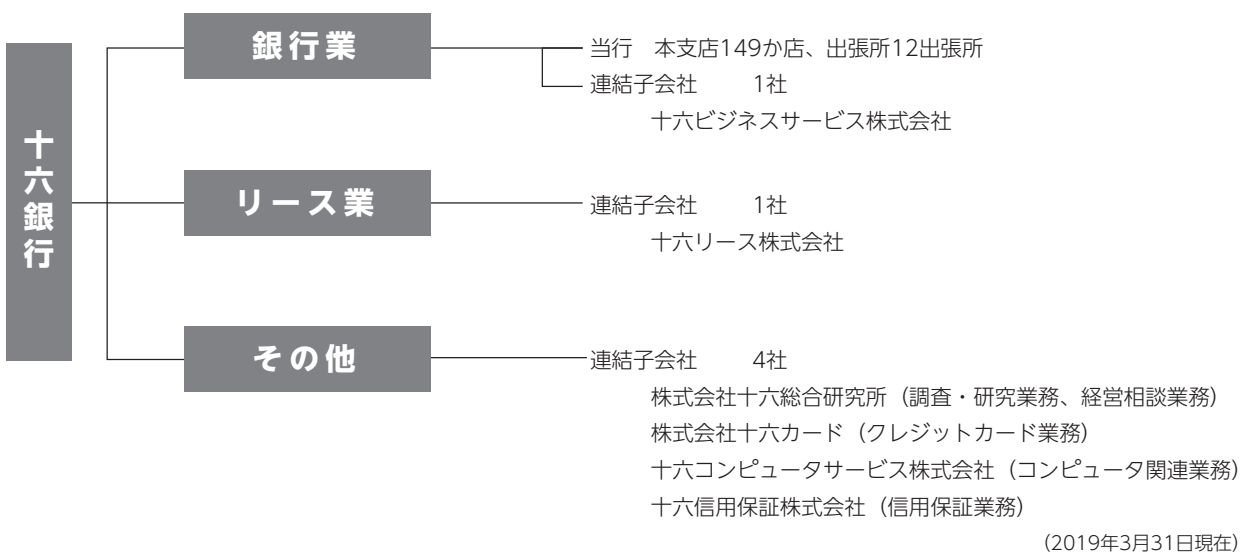 十六銀行
銀行業
当行 本支店149か店、出張所12出張所
連結子会社 1社
十六ビジネスサービス株式会社
リース業
連結子会社 1社
十六リース株式会社
その他
連結子会社 4社
株式会社十六総合研究所（調査・研究業務、経営相談業務）
株式会社十六カード（クレジットカード業務）
十六コンピュータサービス株式会社（コンピュータ関連業務）
十六信用保証株式会社（信用保証業務）
（2019年3月31日現在）